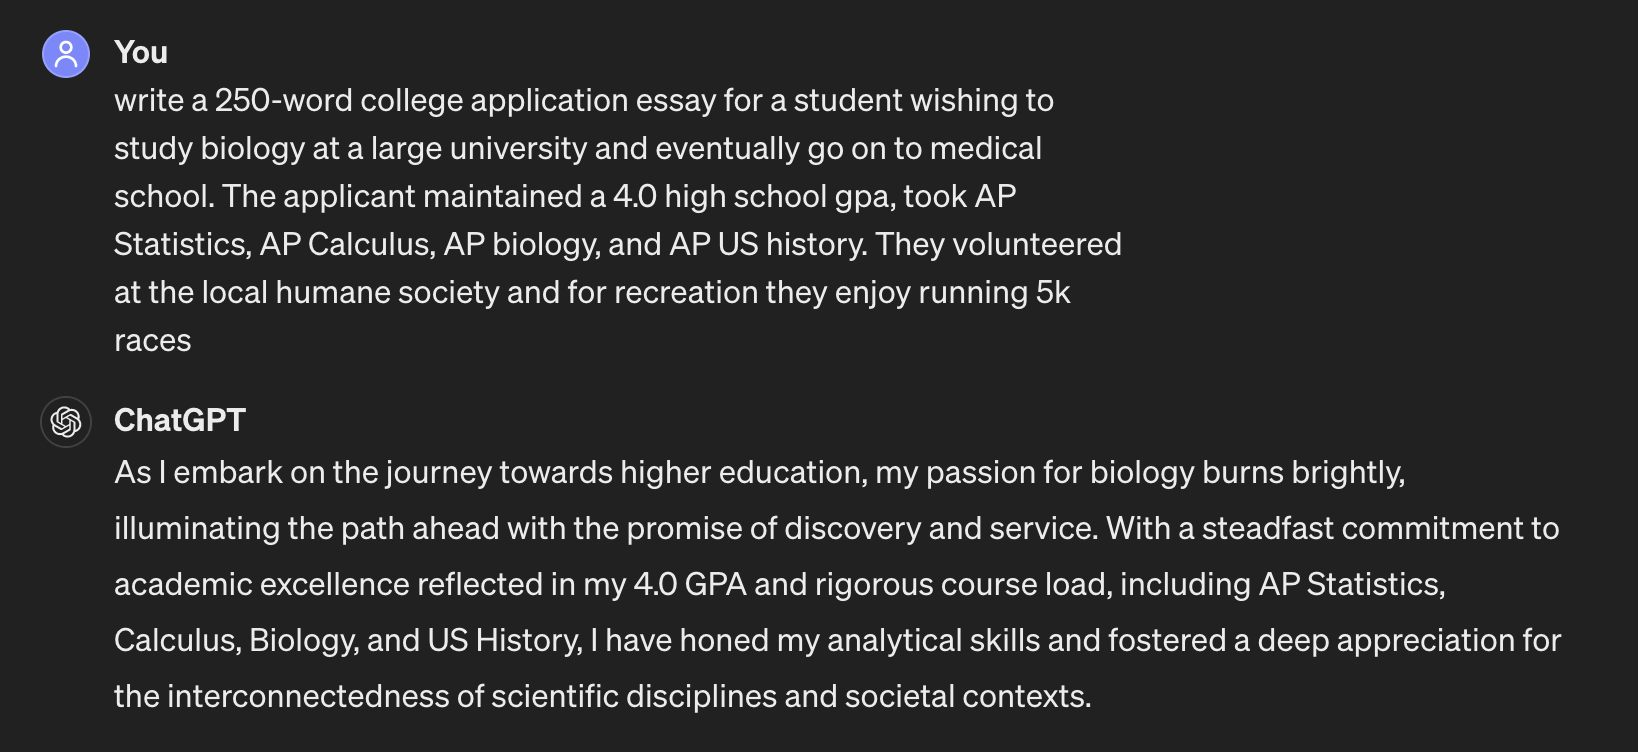 You
write a 250-word college application essay for a student wishing to
study biology at a large university and eventually go on to medical
school. The applicant maintained a 4.0 high school gpa, took AP
Statistics, AP Calculus, AP biology, and AP US history. They volunteered
at the local humane society and for recreation they enjoy running 5k
races
ChatGPT
As I embark on the journey towards higher education, my passion for biology burns brightly,
illuminating the path ahead with the promise of discovery and service. With a steadfast commitment to
academic excellence reflected in my 4.0 GPA and rigorous course load, including AP Statistics,
Calculus, Biology, and US History, I have honed my analytical skills and fostered a deep appreciation for
the interconnectedness of scientific disciplines and societal contexts.